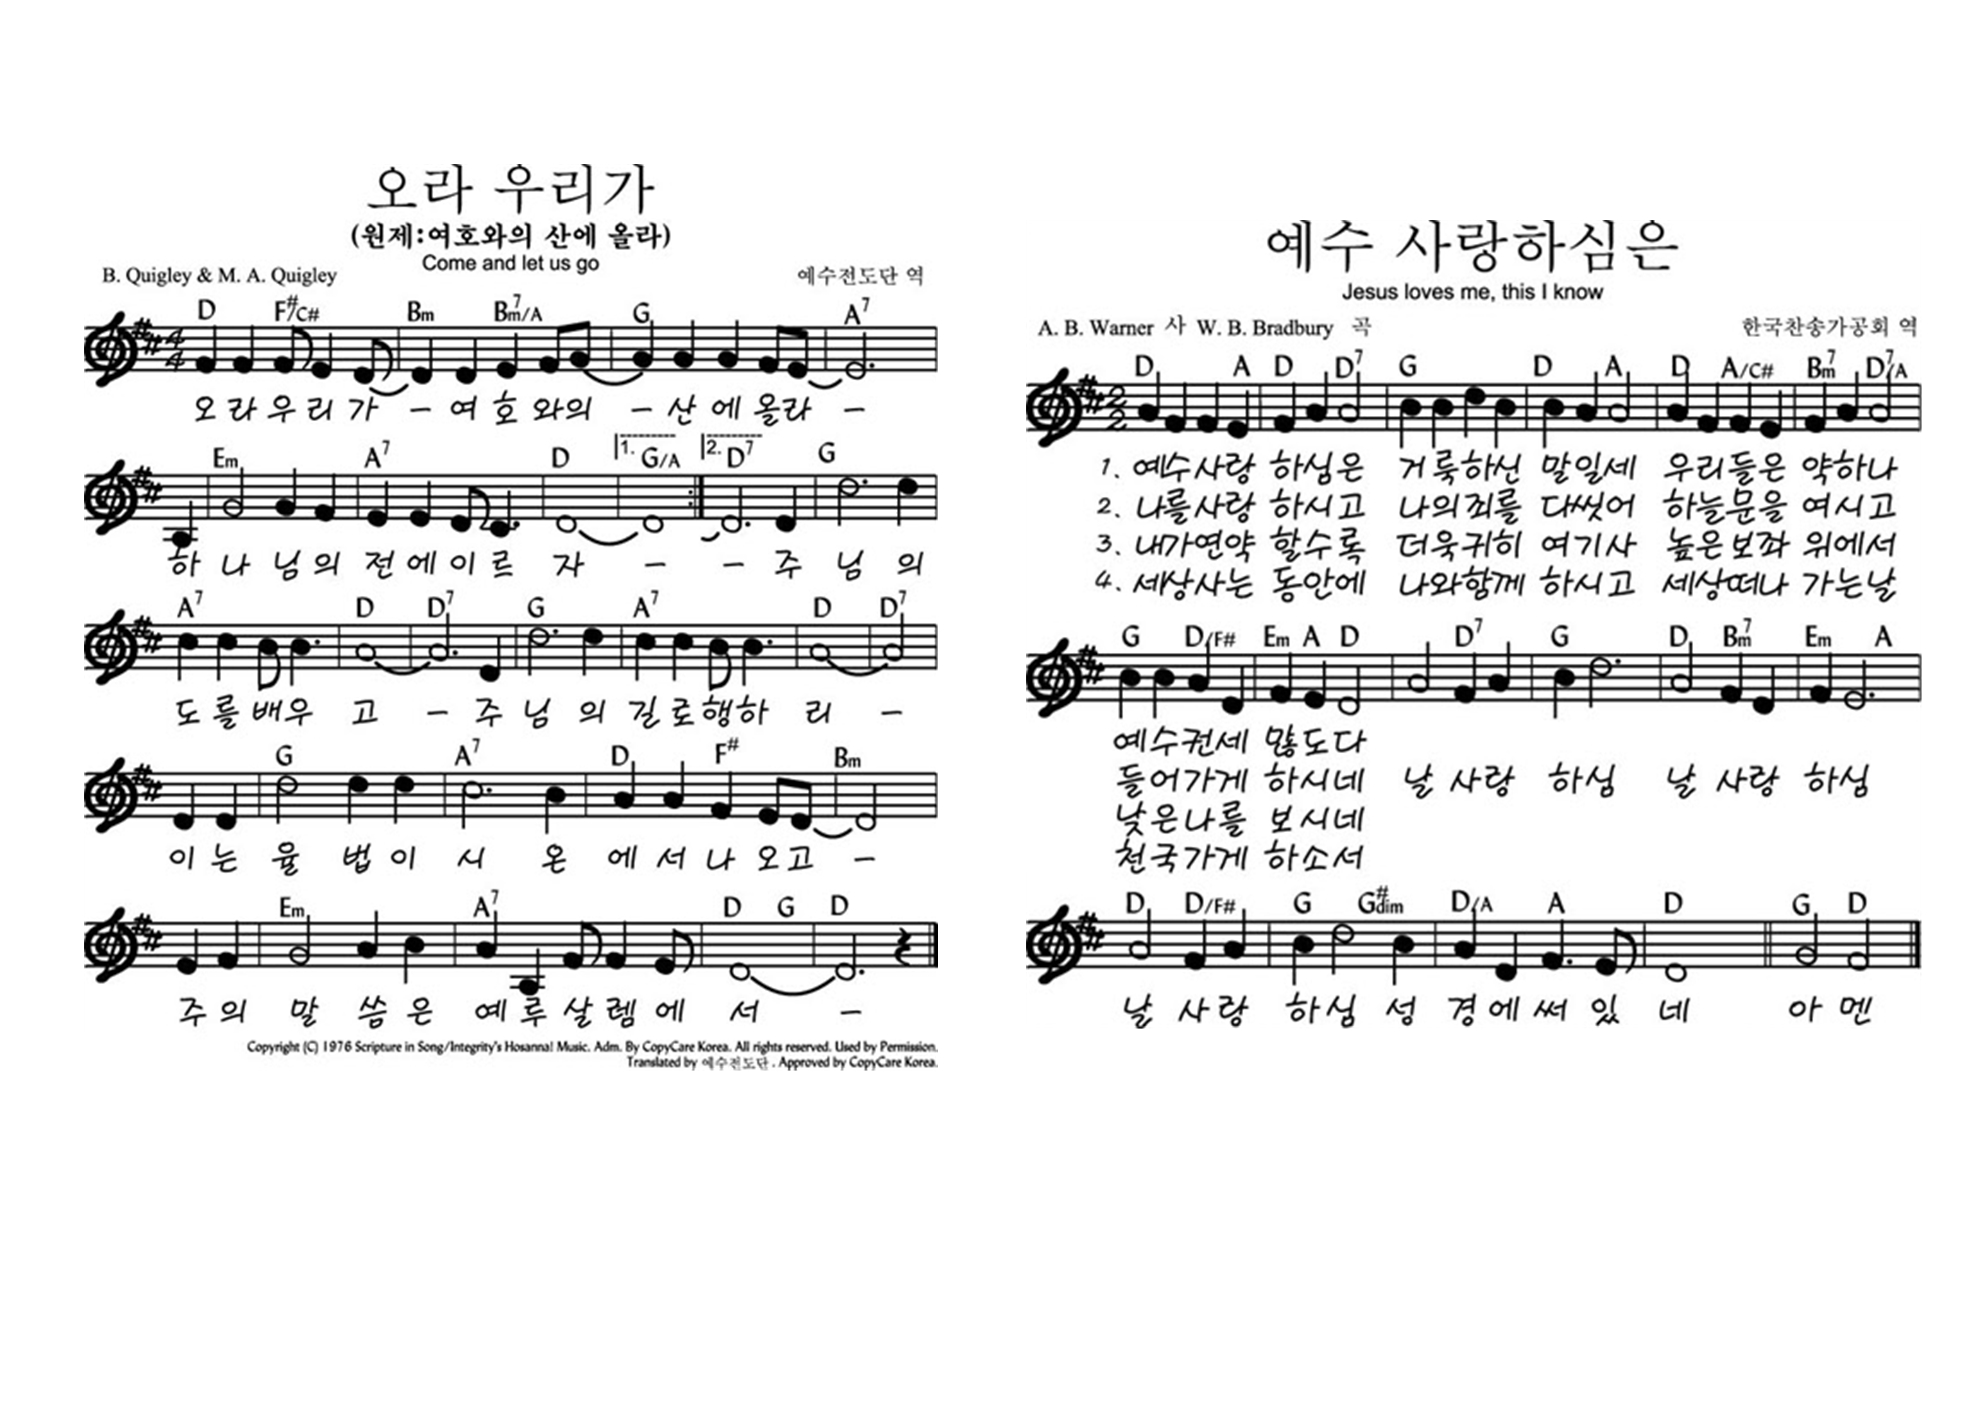 오라 우리가
(원제:여호와의 산에 올라)
Come and let us go
B. Quigley & M. A. Quigley 예수전도단 역
D F#/C# Bm Bm7/A G A7
오 라 우 리 가 - 여 호 와의 - 산 에 올라 -
Em A7 D 1. G/A 2. D7 G
하 나 님 의 전 에 이 르 자 - - 주 님 의
A7 D D7 G A7 D D7
도 를 배우 고 - 주 님 의 길 로 행하 리 -
G A7 D F# Bm
이 는 율 법 이 시 온 에 서 나 오고 -
Em A7 D G D
주 의 말 씀 은 예 루 살 렘 에 서 -
Copyright (C) 1976 Scripture in Song/Integrity's Hosanna! Music. Adm. By CopyCare Korea. All rights reserved. Used by Permission.
Translated by 예수전도단 . Approved by CopyCare Korea.
예수 사랑하심은
Jesus loves me, this I know
A. B. Warner 사 W. B. Bradbury 곡 한국찬송가공회 역
D A D D7 G D A D A/C# Bm7 D7/A
1. 예수사랑 하심은 거룩하신 말일세 우리들은 약하나
2. 나를사랑 하시고 나의죄를 다씻어 하늘문을 여시고
3. 내가연약 할수록 더욱귀히 여기사 높은보좌 위에서
4. 세상사는 동안에 나와함께 하시고 세상떠나 가는날
G D/F# Em A D D7 G D Bm7 Em A
예수권세 많도다
들어가게 하시네 날 사랑 하심 날 사랑 하심
낮은나를 보시네
천국가게 하소서
D D/F# G G#dim D/A A D G D
날 사랑 하심 성 경에 써 있 네 아 멘